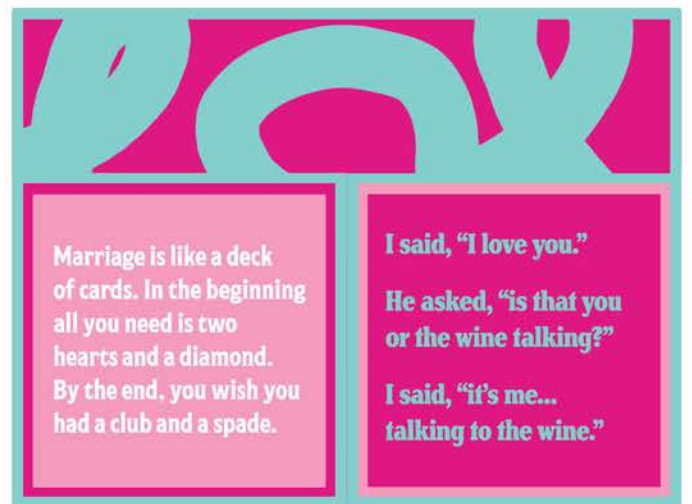 Marriage is like a deck
of cards. In the beginning
all you need is two
hearts and a diamond.
By the end, you wish you
had a club and a spade.
I said, “I love you.”
He asked, “is that you
or the wine talking?”
I said, “it’s me...
talking to the wine.”